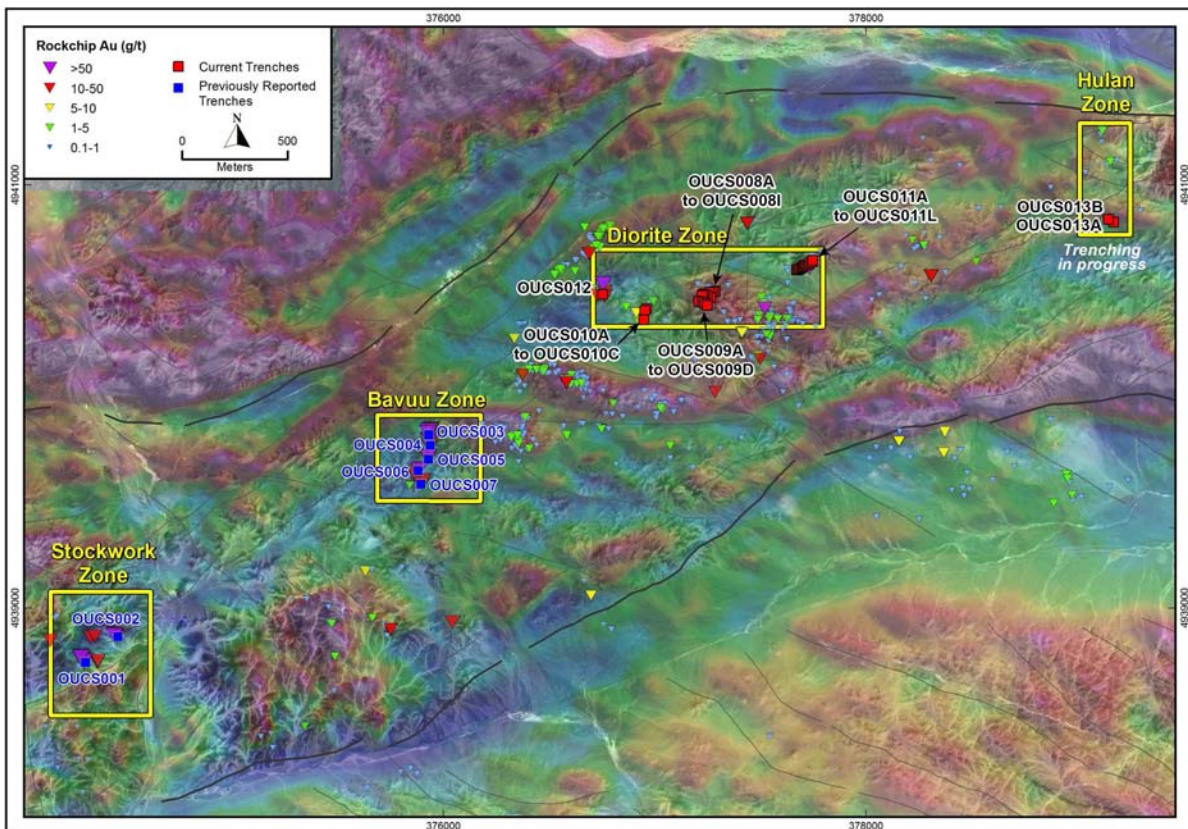 376000
378000
Rockchip Au (g/t)
>50
10-50
5-10
1-5
0.1-1
Current Trenches
Previously Reported
Trenches
N
0
500
Meters
Hulan
Zone
4941000
4941000
OUCS008A
to OUCS008I
OUCS011A
to OUCS011L
OUCS013B
OUCS013A
Trenching
in progress
Diorite Zone
OUCS012
OUCS010A
to OUCS010C
OUCS009A
to OUCS009D
Bavuu Zone
OUCS003
OUCS004
OUCS005
OUCS006
OUCS007
Stockwork
Zone
4939000
4939000
OUCS002
OUCS001
376000
378000